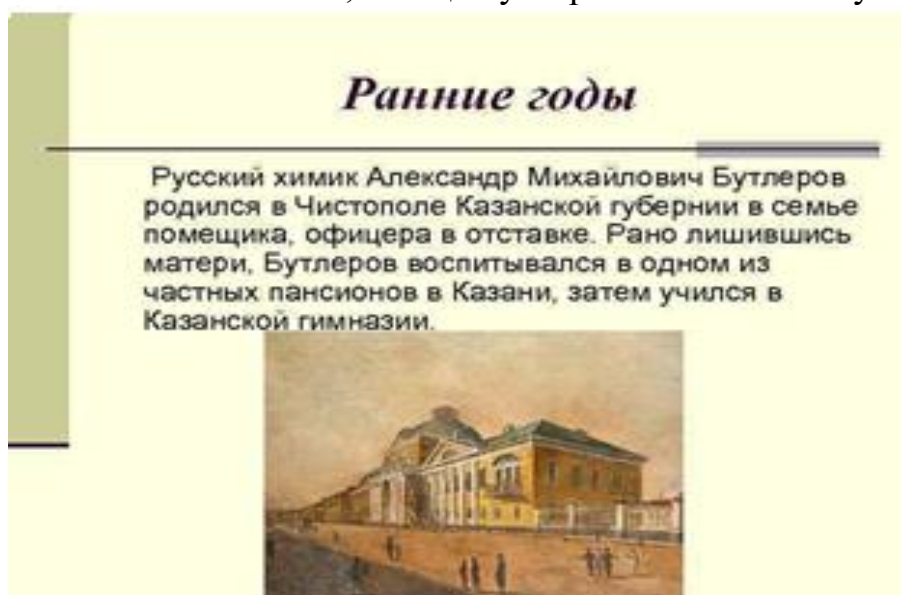 Ранние годы
Русский химик Александр Михайлович Бутлеров
родился в Чистополе Казанской губернии в семье
помещика, офицера в отставке. Рано лишившись
матери, Бутлеров воспитывался в одном из
частных пансионов в Казани, затем учился в
Казанской гимназии.